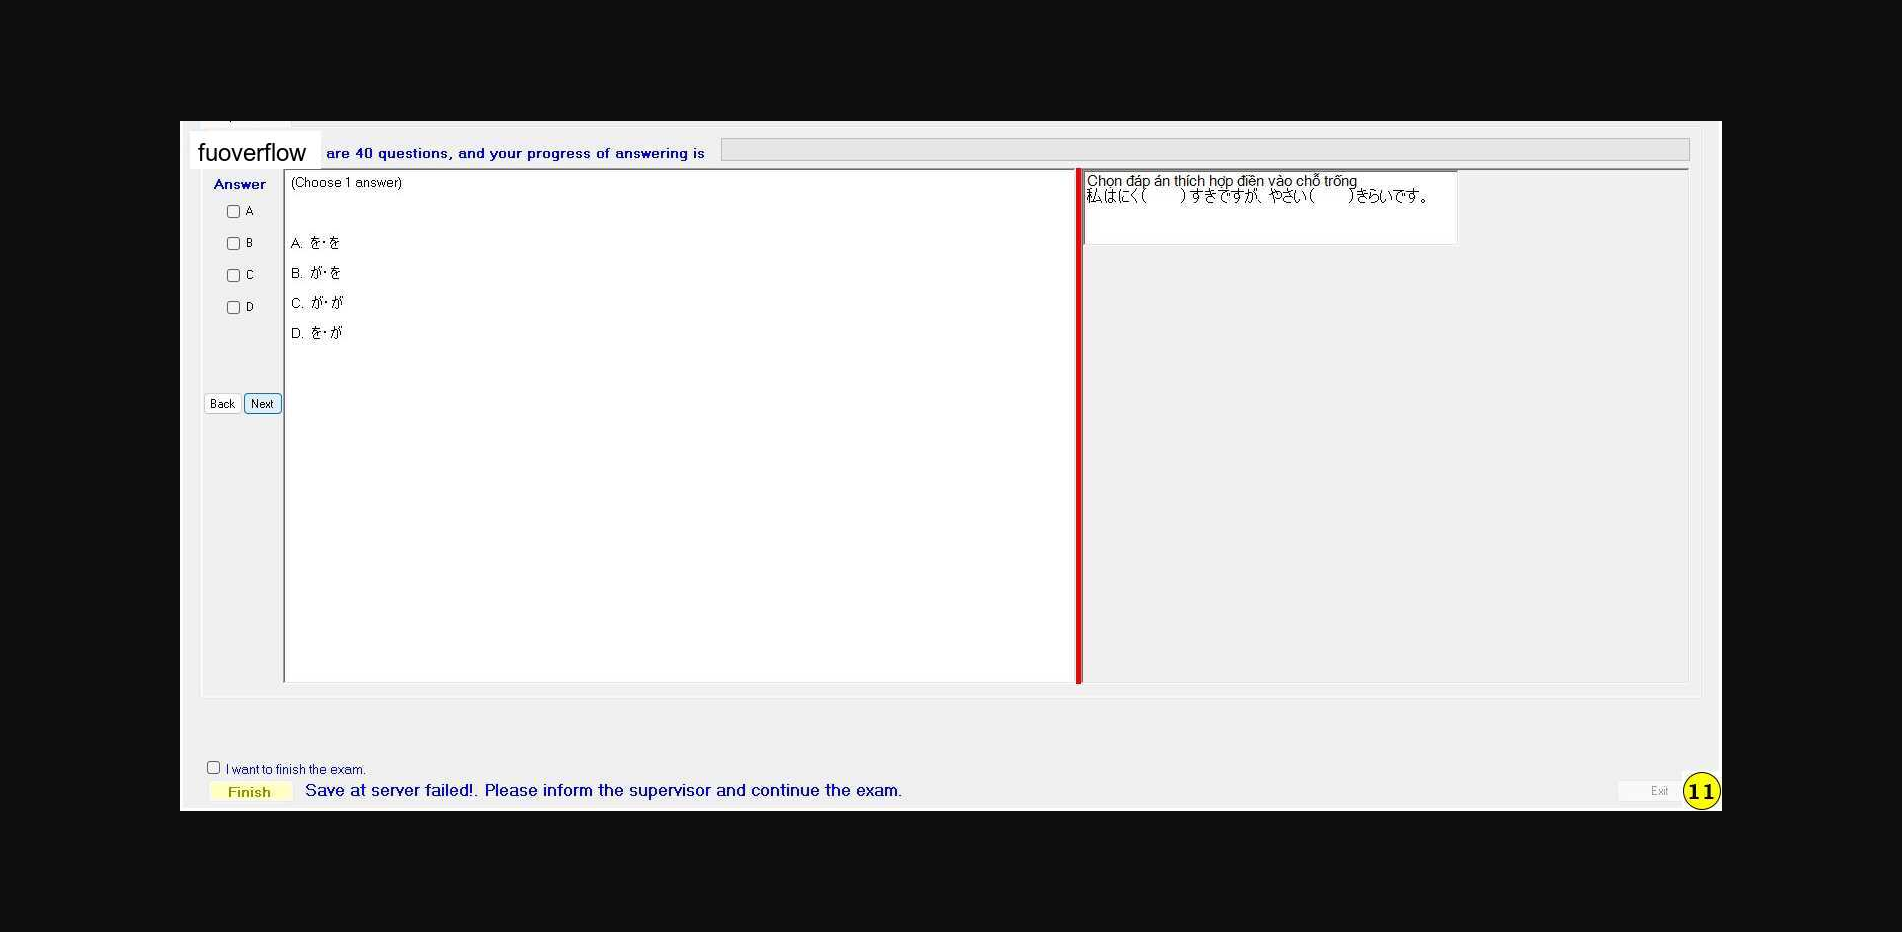 fuoverflow are 40 questions, and your progress of answering is
Answer
A
B
C
D
Back Next
(Choose 1 answer)
A. を・を
B. が・を
C. が・が
D. を・が
Chọn đáp án thích hợp điền vào chỗ trống
私はにく(　　)すきですが、やさい(　　)きらいです。
I want to finish the exam.
Finish Save at server failed!. Please inform the supervisor and continue the exam.
Exit
11